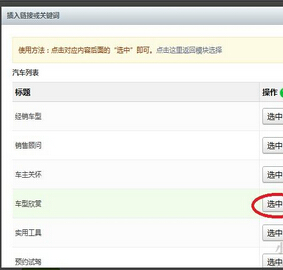 插入链接或关键词
使用方法：点击对应内容后面的“选中”即可。点击这里返回模块选择
汽车列表
标题 操作
经销车型 选中
销售顾问 选中
车主关怀 选中
车型欣赏 选中
实用工具 选中
预约试驾